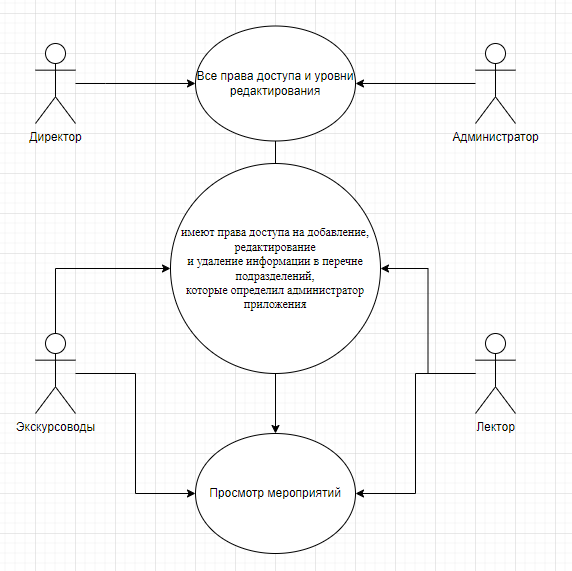 Все права доступа и уровни
редактирования
Директор
Администратор
имеют права доступа на добавление,
редактирование
и удаление информации в перечне
подразделений,
которые определил администратор
приложения
Экскурсоводы
Лектор
Просмотр мероприятий